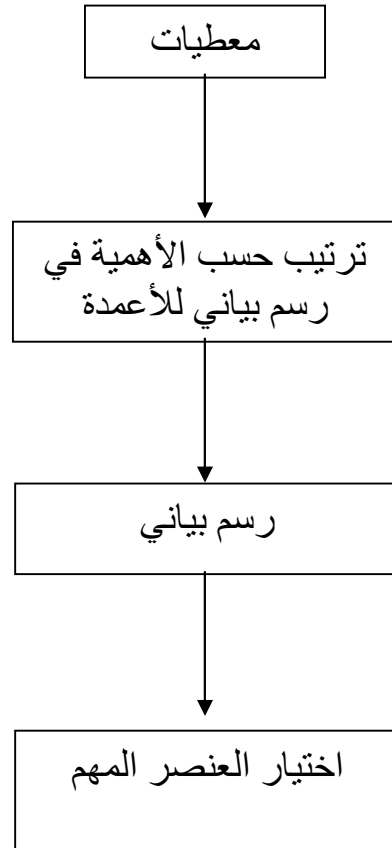 معطيات
ترتيب حسب الأهمية في
رسم بياني للأعمدة
رسم بياني
اختيار العنصر المهم